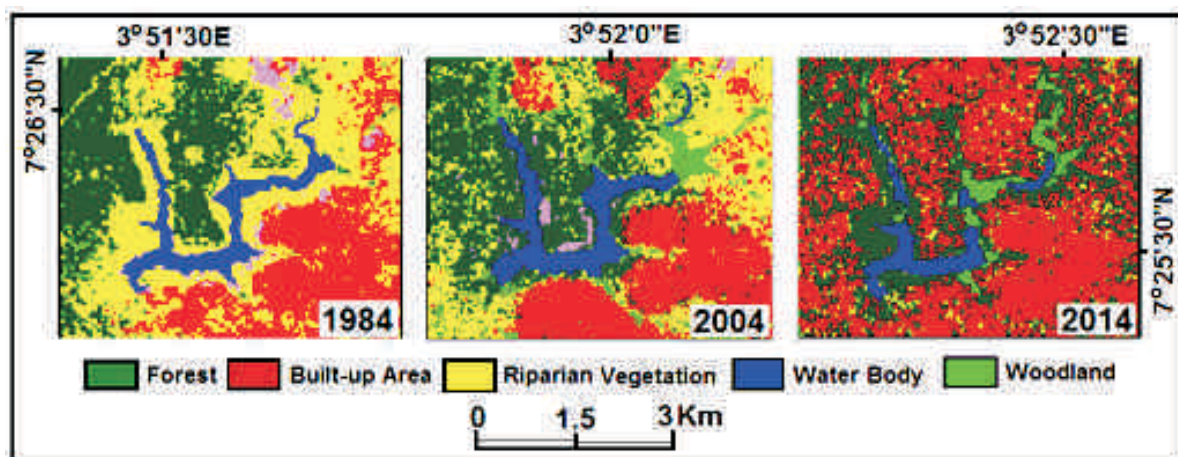 3°51'30E 3°52'0"E 3°52'30"E
7°26'30"N
7°25'30"N
1984 2004 2014
Forest Built-up Area Riparian Vegetation Water Body Woodland
0 1.5 3 Km